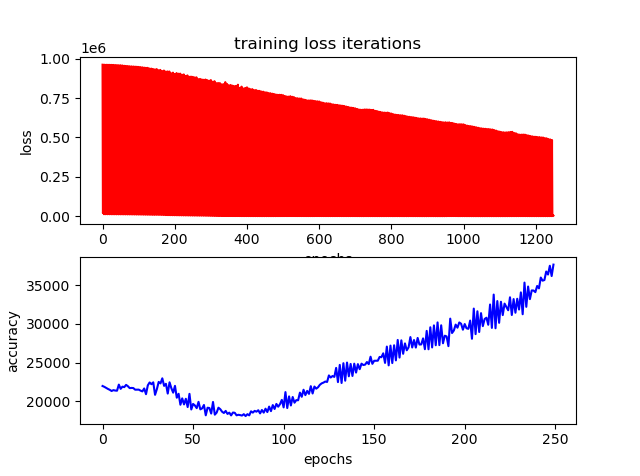 training loss iterations
1e6
1.00
0.75
0.50
0.25
0.00
loss
0 200 400 600 800 1000 1200
epochs
35000
30000
25000
20000
accuracy
0 50 100 150 200 250
epochs